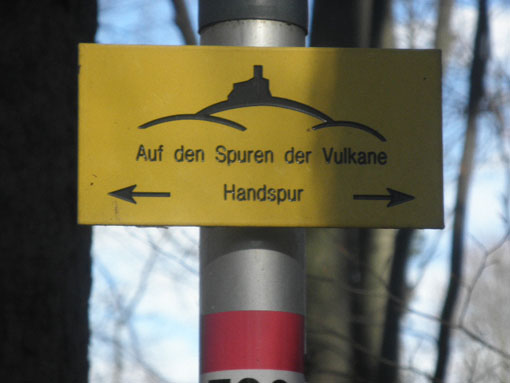 Auf den Spuren der Vulkane
Handspur